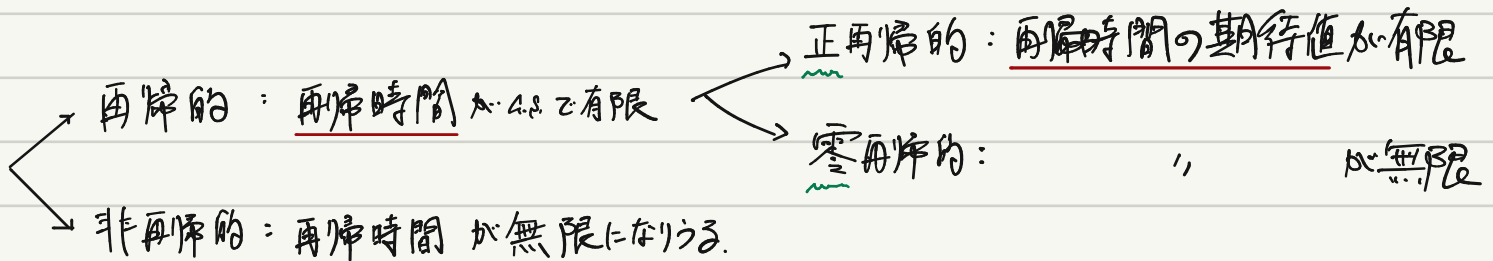 正再帰的：再帰時間の期待値が有限
再帰的：再帰時間がa.s.で有限
零再帰的：〃が無限
非再帰的：再帰時間が無限になりうる.